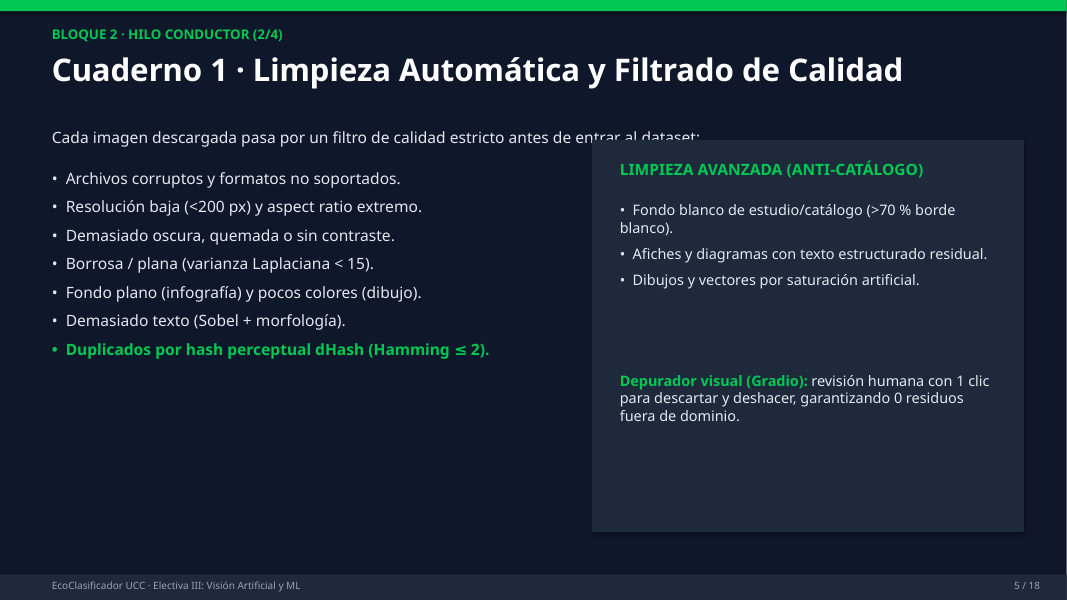 BLOQUE 2 · HILO CONDUCTOR (2/4)
Cuaderno 1 · Limpieza Automática y Filtrado de Calidad
Cada imagen descargada pasa por un filtro de calidad estricto antes de entrar al dataset:
• Archivos corruptos y formatos no soportados.
• Resolución baja (<200 px) y aspect ratio extremo.
• Demasiado oscura, quemada o sin contraste.
• Borrosa / plana (varianza Laplaciana < 15).
• Fondo plano (infografía) y pocos colores (dibujo).
• Demasiado texto (Sobel + morfología).
• Duplicados por hash perceptual dHash (Hamming ≤ 2).
LIMPIEZA AVANZADA (ANTI-CATÁLOGO)
• Fondo blanco de estudio/catálogo (>70 % borde
blanco).
• Afiches y diagramas con texto estructurado residual.
• Dibujos y vectores por saturación artificial.
Depurador visual (Gradio): revisión humana con 1 clic
para descartar y deshacer, garantizando 0 residuos
fuera de dominio.
EcoClasificador UCC · Electiva III: Visión Artificial y ML
5 / 18